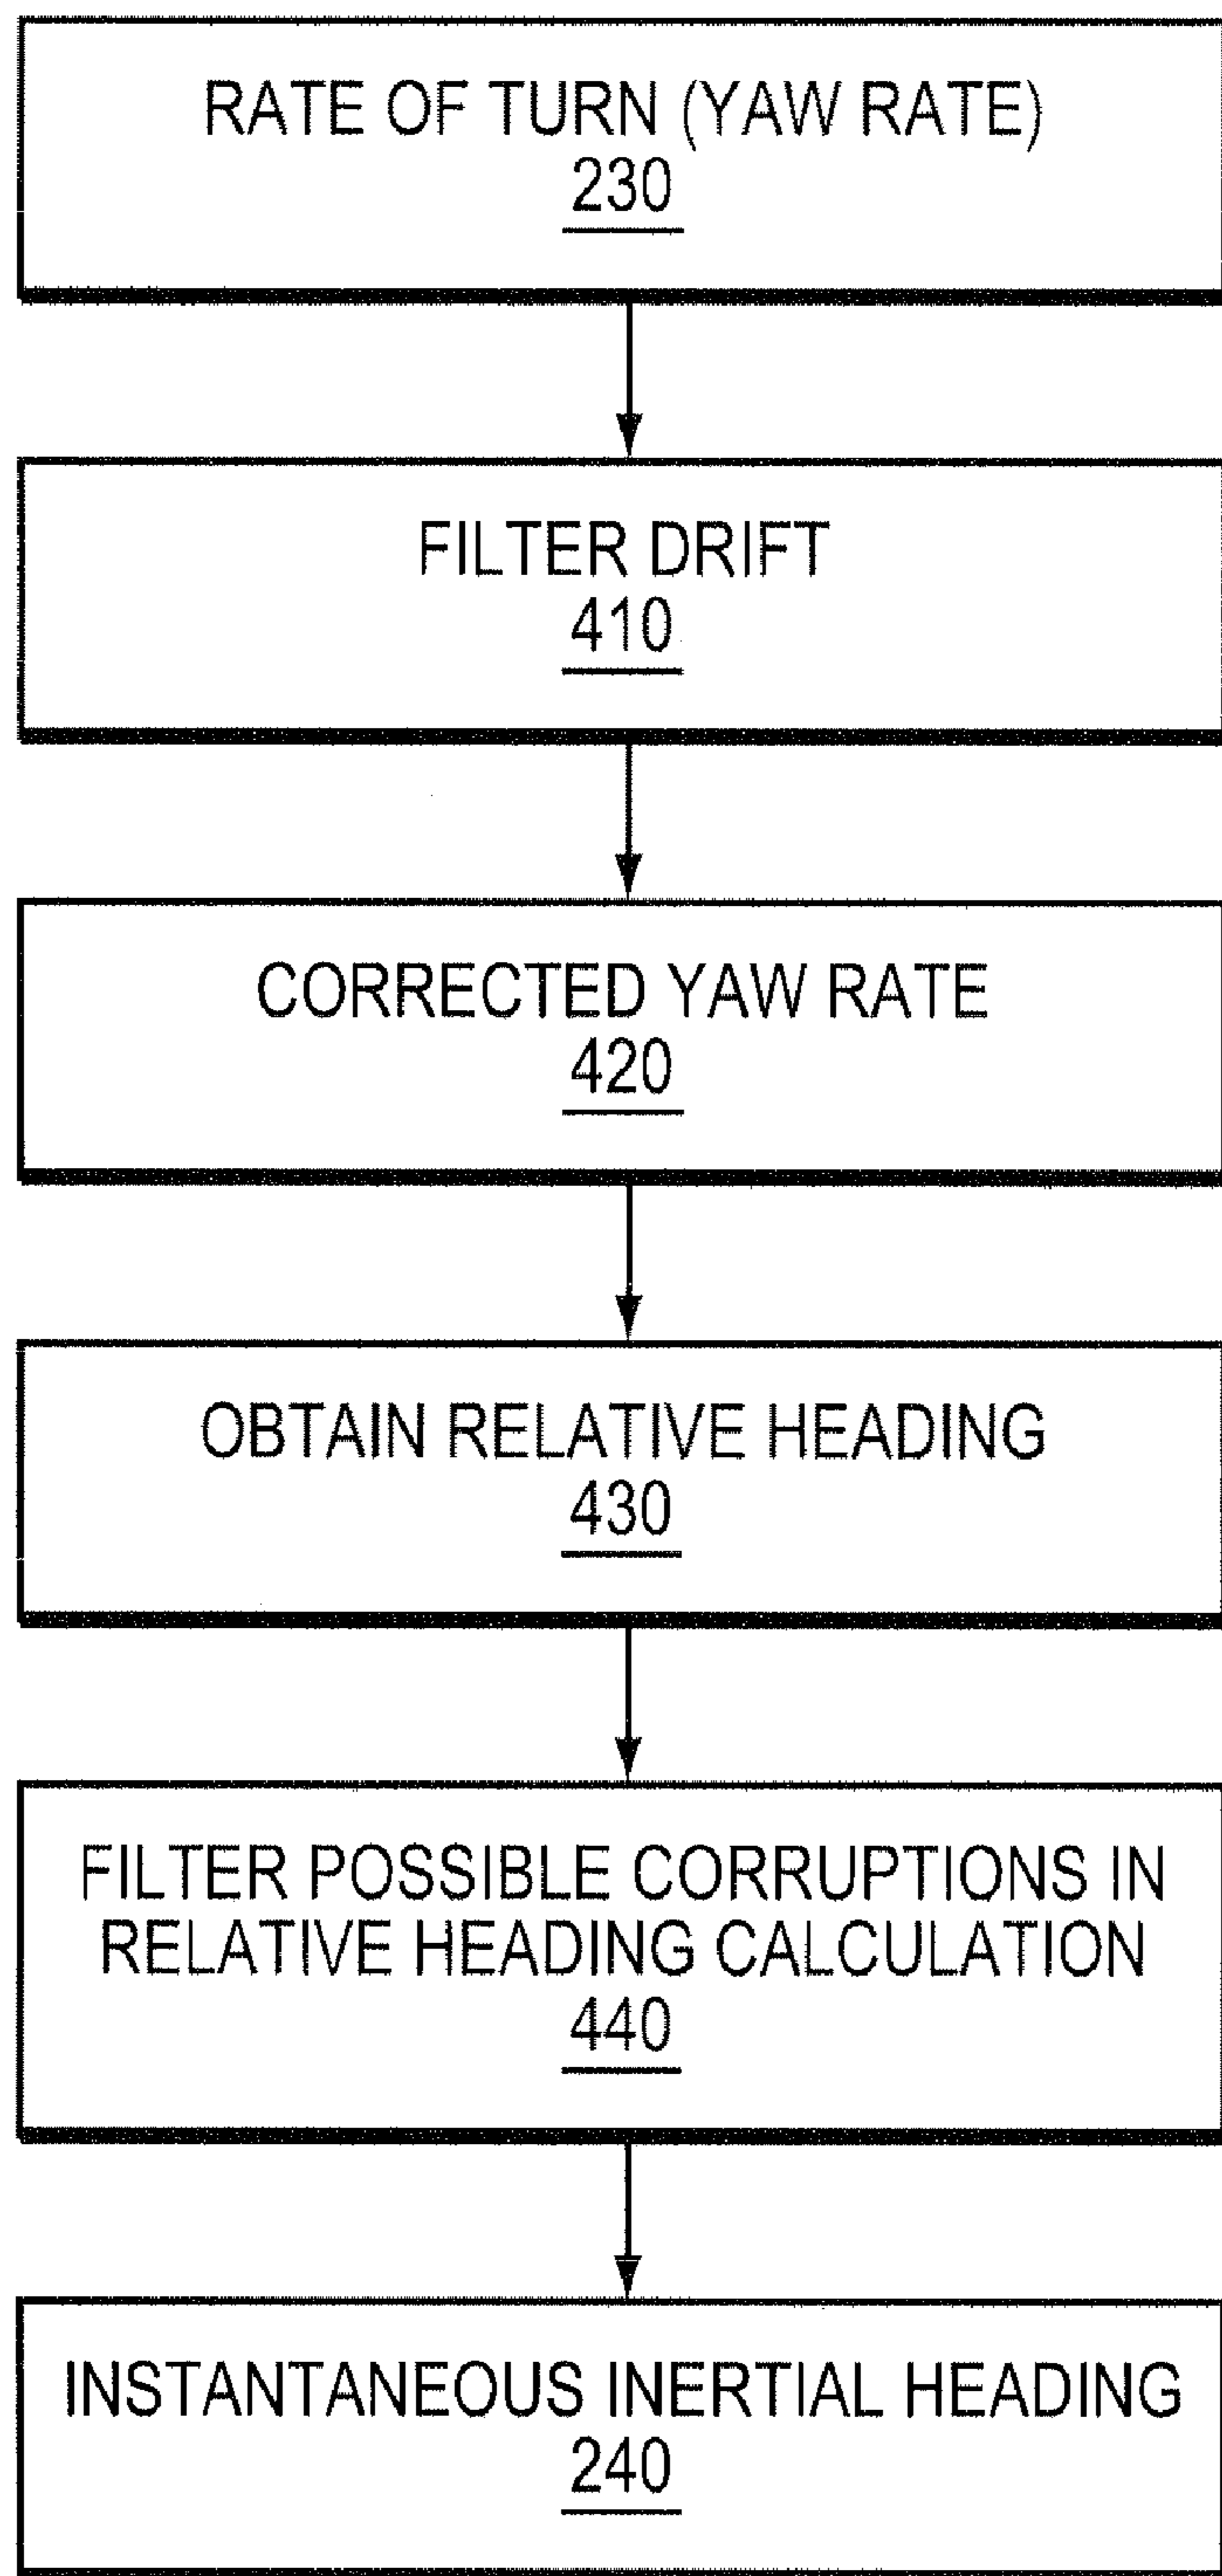 RATE OF TURN (YAW RATE)
230
FILTER DRIFT
410
CORRECTED YAW RATE
420
OBTAIN RELATIVE HEADING
430
FILTER POSSIBLE CORRUPTIONS IN
RELATIVE HEADING CALCULATION
440
INSTANTANEOUS INERTIAL HEADING
240